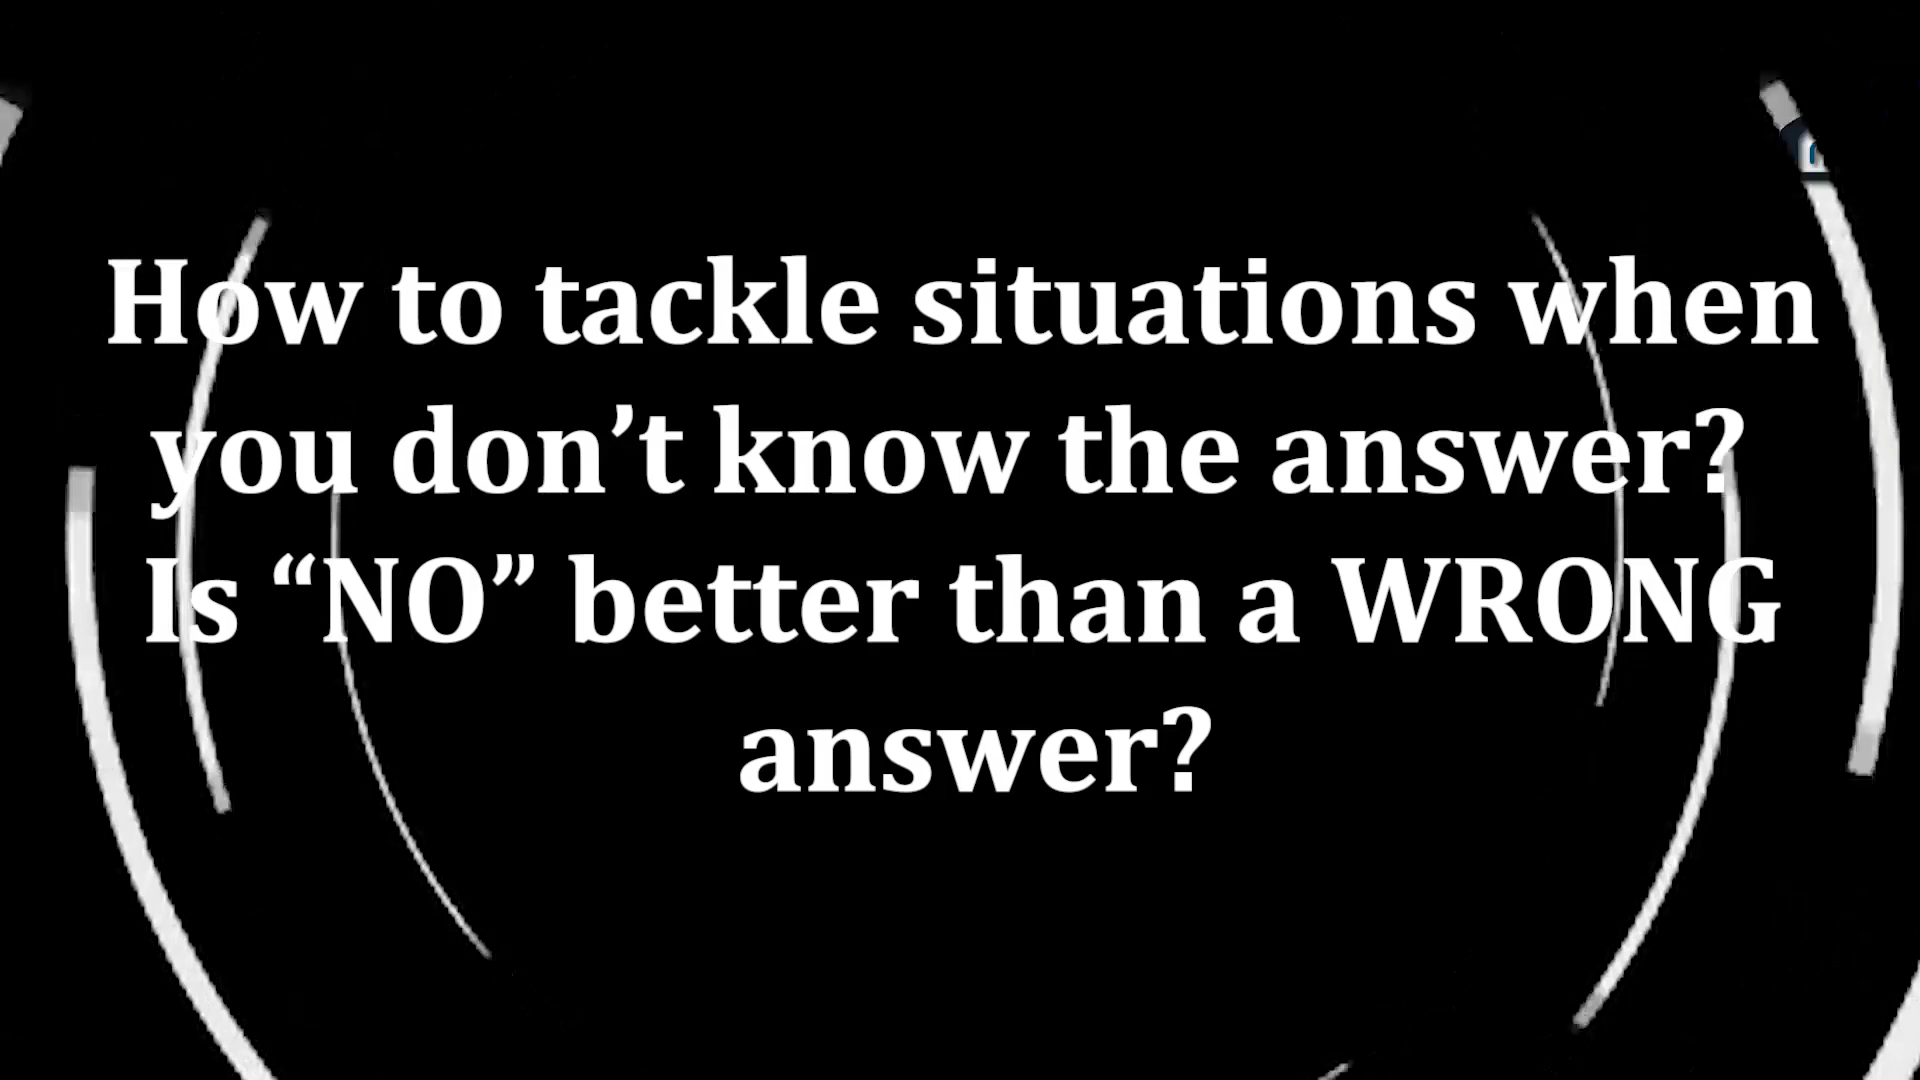 How to tackle situations when
you don’t know the answer?
Is “NO” better than a WRONG
answer?